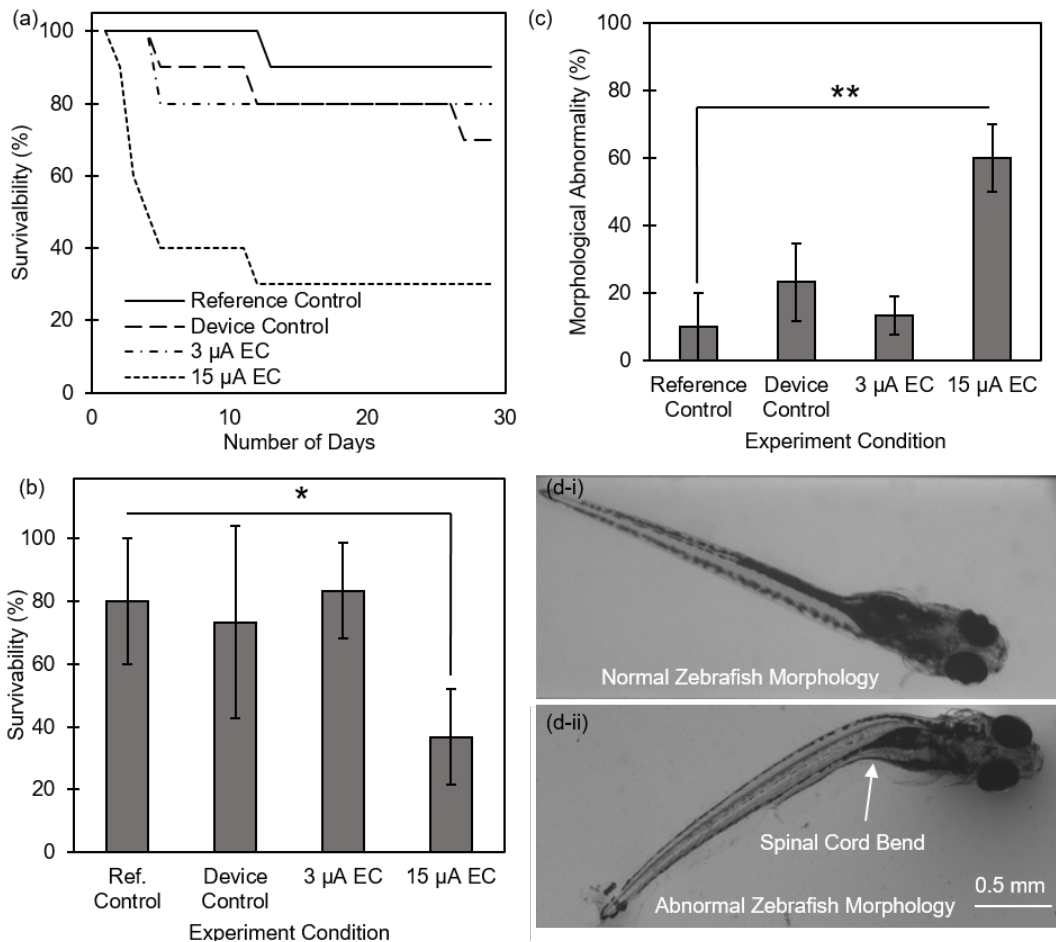 (a)
100
80
60
40
20
0
Survivalbility (%)
Reference Control
Device Control
3 µA EC
15 µA EC
0
10
20
30
Number of Days
(c)
100
80
60
40
20
0
Morphological Abnormality (%)
**
Reference
Control
Device
Control
3 µA EC
15 µA EC
Experiment Condition
(b)
100
80
60
40
20
0
Survivability (%)
*
Ref.
Control
Device
Control
3 µA EC
15 µA EC
Experiment Condition
(d-i)
Normal Zebrafish Morphology
(d-ii)
Spinal Cord Bend
0.5 mm
Abnormal Zebrafish Morphology